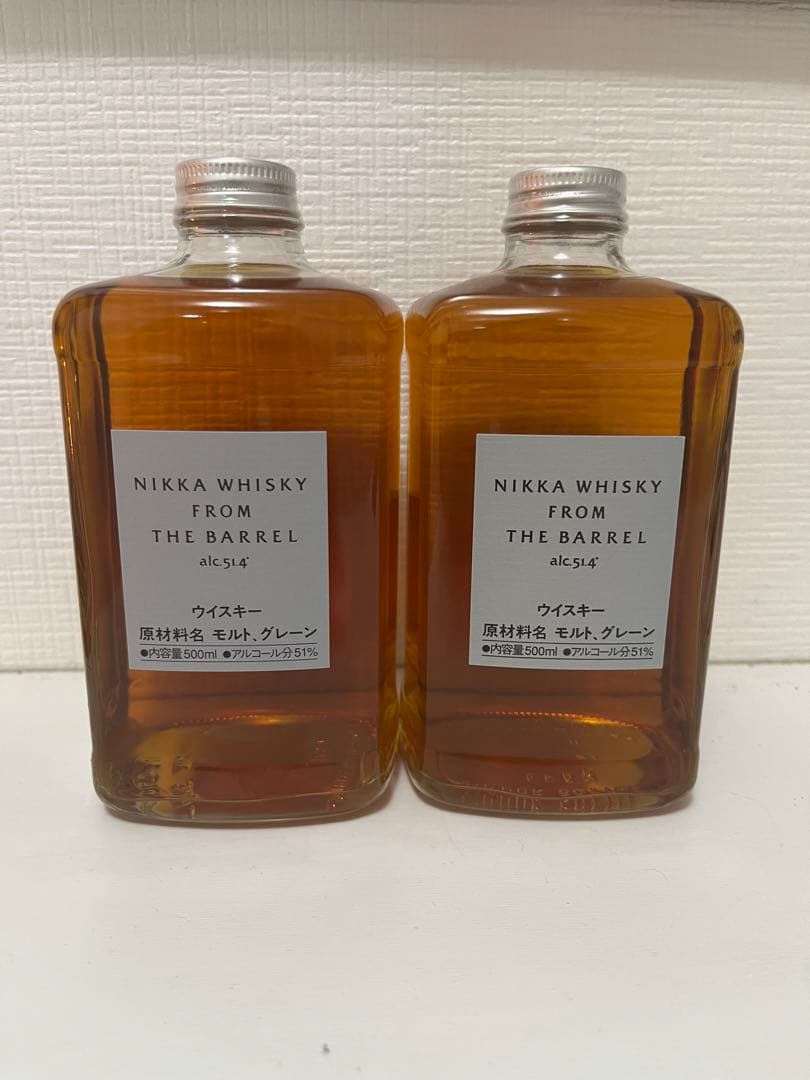 NIKKA WHISKY
FROM
THE BARREL
alc.51.4°
ウイスキー
原材料名 モルト、グレーン
●内容量500ml ●アルコール分51%
NIKKA WHISKY
FROM
THE BARREL
alc.51.4°
ウイスキー
原材料名 モルト、グレーン
●内容量500ml ●アルコール分51%